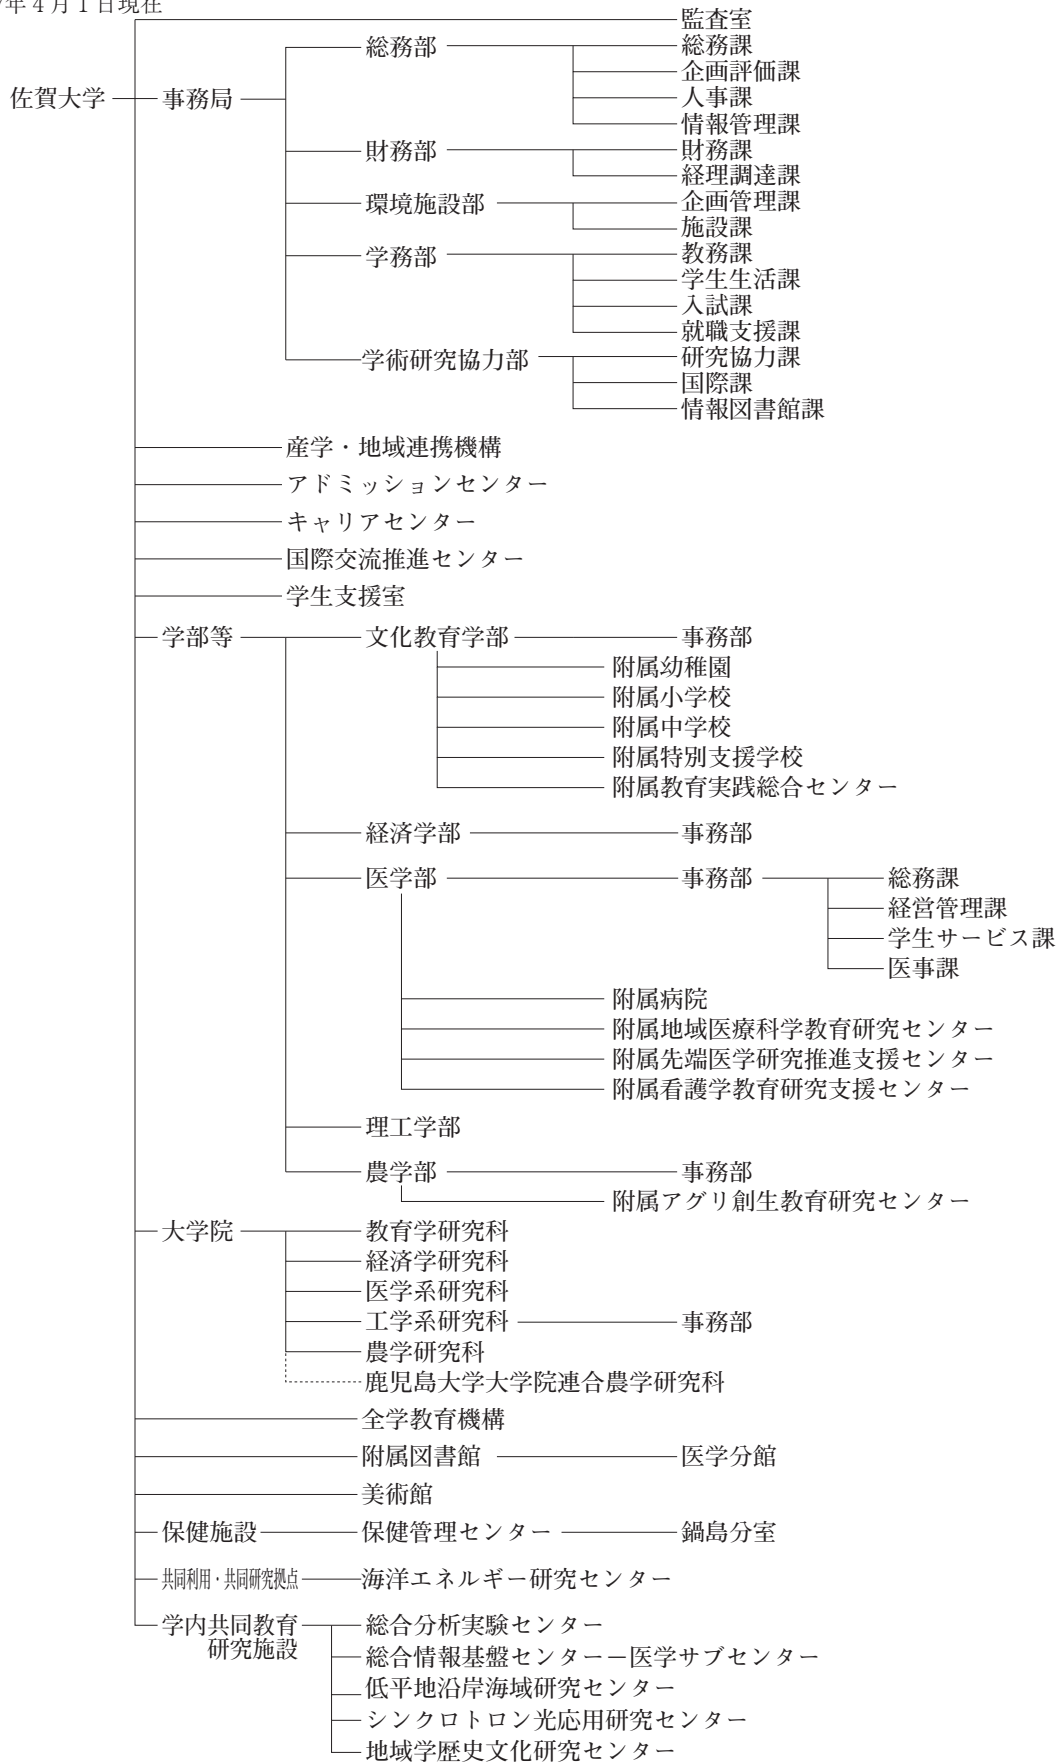 年4月1日現在
監査室
佐賀大学 事務局 総務部 総務課
企画評価課
人事課
情報管理課
財務部 財務課
経理調達課
環境施設部 企画管理課
施設課
学務部 教務課
学生生活課
入試課
就職支援課
学術研究協力部 研究協力課
国際課
情報図書館課
産学・地域連携機構
アドミッションセンター
キャリアセンター
国際交流推進センター
学生支援室
学部等 文化教育学部 事務部
附属幼稚園
附属小学校
附属中学校
附属特別支援学校
附属教育実践総合センター
経済学部 事務部
医学部 事務部 総務課
経営管理課
学生サービス課
医事課
附属病院
附属地域医療科学教育研究センター
附属先端医学研究推進支援センター
附属看護学教育研究支援センター
理工学部
農学部 事務部
附属アグリ創生教育研究センター
大学院 教育学研究科
経済学研究科
医学系研究科
工学系研究科 事務部
農学研究科
鹿児島大学大学院連合農学研究科
全学教育機構
附属図書館 医学分館
美術館
保健施設 保健管理センター 鍋島分室
共同利用・共同研究拠点 海洋エネルギー研究センター
学内共同教育 総合分析実験センター
研究施設
総合情報基盤センター－医学サブセンター
低平地沿岸海域研究センター
シンクロトロン光応用研究センター
地域学歴史文化研究センター